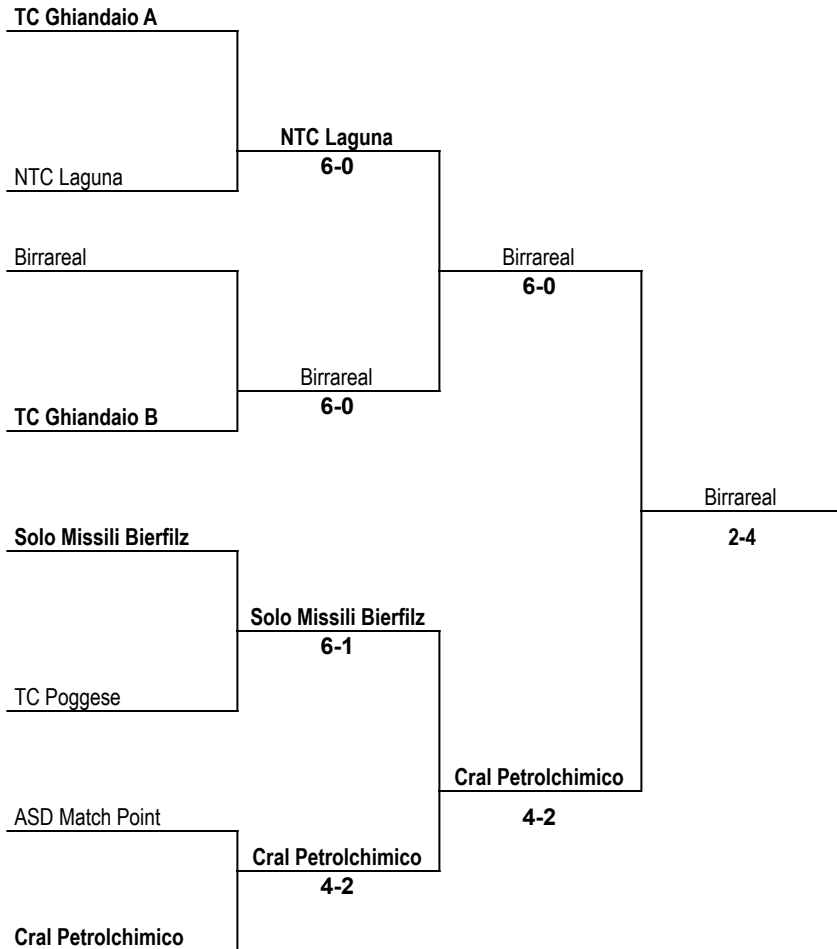 TC Ghiandaio A
NTC Laguna
6-0
NTC Laguna
Birrareal
Birrareal
6-0
Birrareal
6-0
TC Ghiandaio B
Birrareal
2-4
Solo Missili Bierfilz
Solo Missili Bierfilz
6-1
TC Poggese
Cral Petrolchimico
4-2
ASD Match Point
Cral Petrolchimico
4-2
Cral Petrolchimico